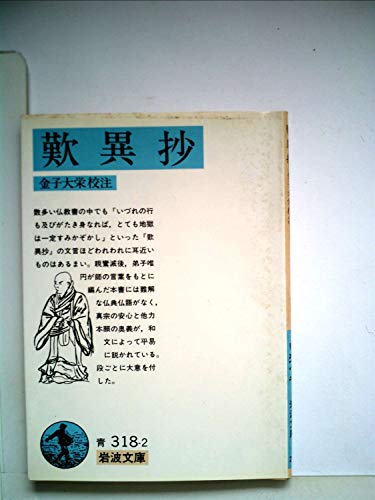 歎異抄
金子大栄校注
数多い仏教書の中でも「いづれの行
も及びがたき身なれば，とても地獄
は一定すみかぞかし」といった『歎
異抄』の文言ほどわれわれに耳近い
ものはあるまい。親鸞滅後，弟子唯
円が師の言葉をもとに
編んだ本書には難解
な仏典仏語がなく，
真宗の安心と他力
本願の奥義が，和
文によって平易
に説かれている。
段ごとに大意を付
した。
青 318-2
岩波文庫